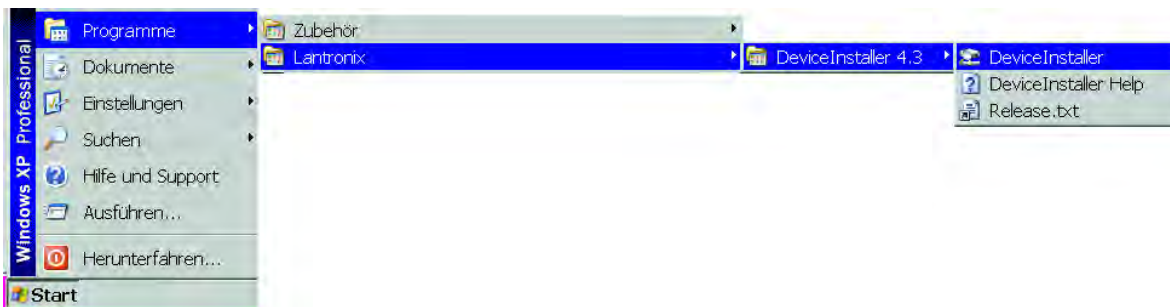 Windows XP Professional
Programme
Dokumente
Einstellungen
Suchen
Hilfe und Support
Ausführen...
Herunterfahren...
Start
Zubehör
Lantronix
DeviceInstaller 4.3
DeviceInstaller
DeviceInstaller Help
Release.txt